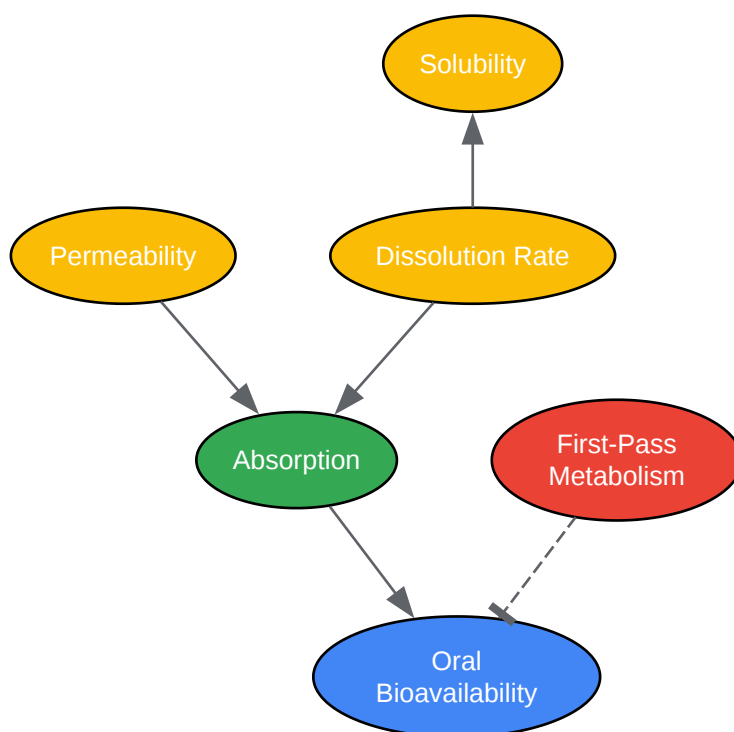 Solubility
Permeability
Dissolution Rate
Absorption
First-Pass
Metabolism
Oral
Bioavailability